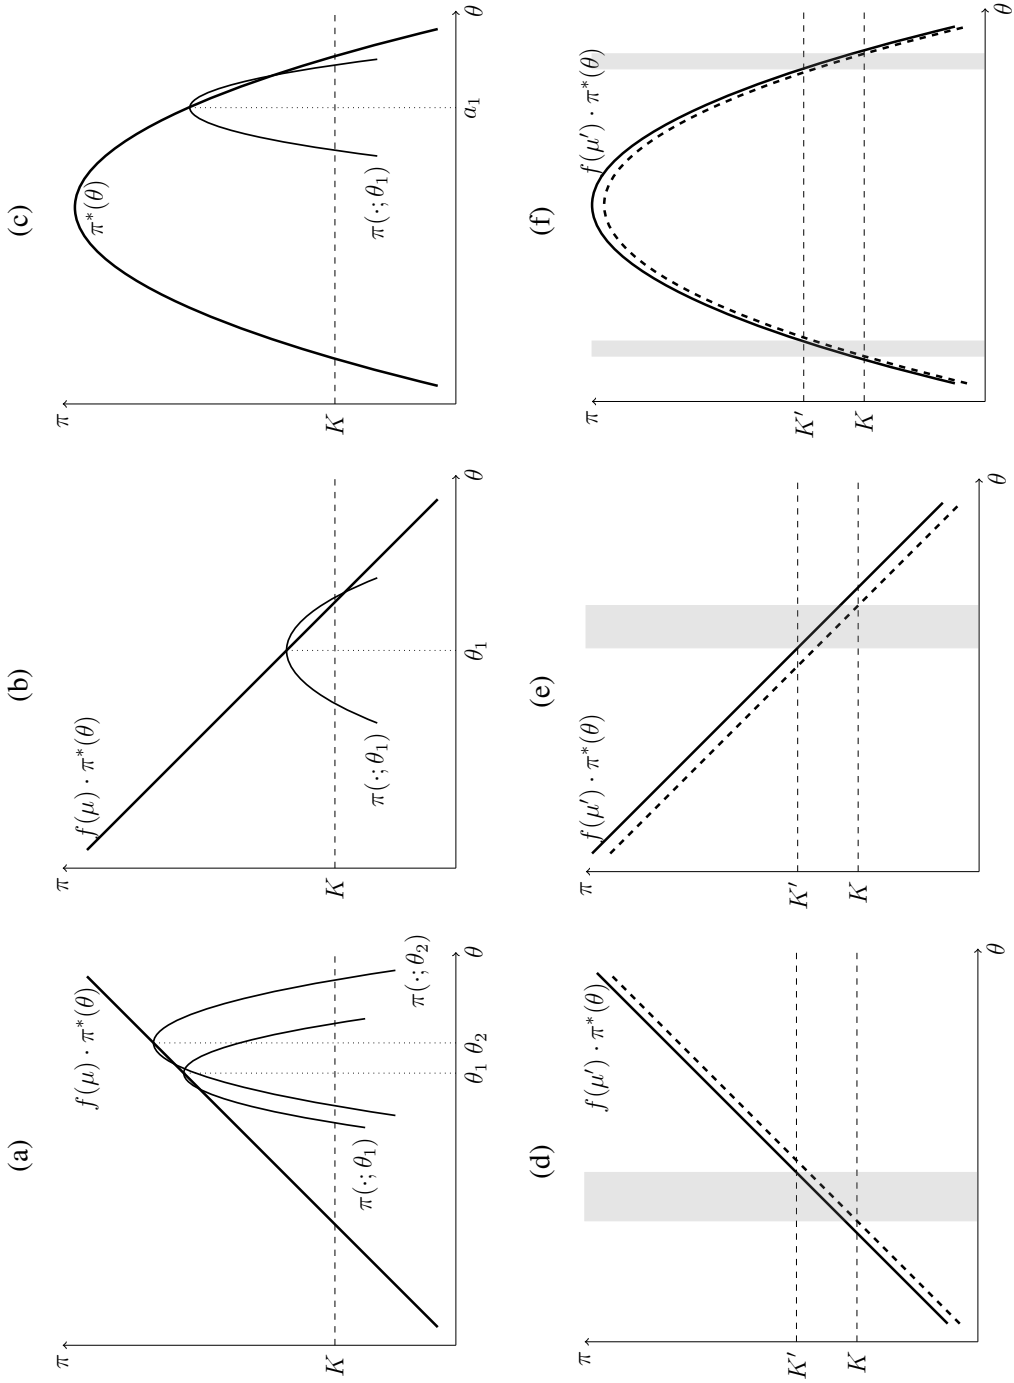 (a)
π
f(μ) · π*(θ)
K
π(·; θ₁)
π(·; θ₂)
θ₁ θ₂
θ
(b)
π
f(μ) · π*(θ)
K
π(·; θ₁)
θ₁
θ
(c)
π
π*(θ)
K
π(·; θ₁)
a₁
θ
(d)
π
f(μ′) · π*(θ)
K′
K
θ
(e)
π
f(μ′) · π*(θ)
K′
K
θ
(f)
π
f(μ′) · π*(θ)
K′
K
θ